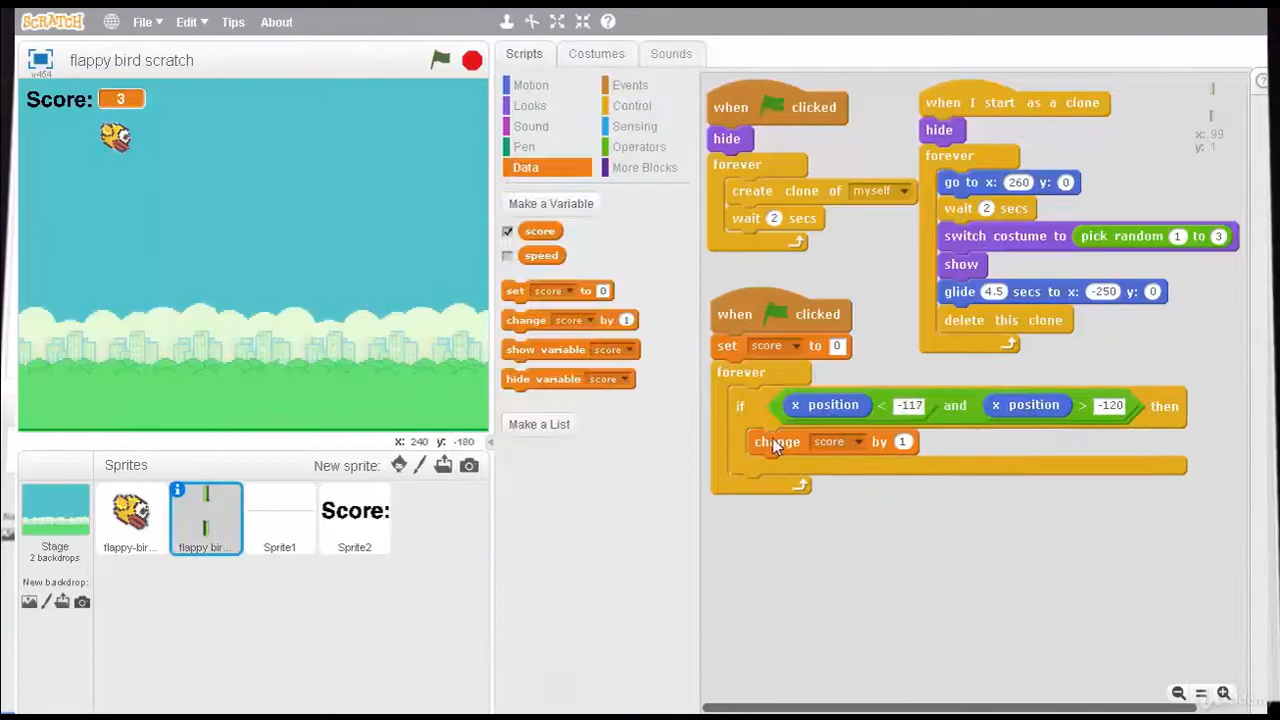 SCRATCH File Edit Tips About
v464 flappy bird scratch
Score: 3
x: 240 y: -180
Sprites New sprite:
Stage
2 backdrops
New backdrop:
flappy-bir...
flappy bir...
Sprite1
Score:
Sprite2
Scripts Costumes Sounds
Motion Events
Looks Control
Sound Sensing
Pen Operators
Data More Blocks
Make a Variable
score
speed
set score to 0
change score by 1
show variable score
hide variable score
Make a List
when clicked
hide
forever
create clone of myself
wait 2 secs
when I start as a clone
hide
forever
go to x: 260 y: 0
wait 2 secs
switch costume to pick random 1 to 3
show
glide 4.5 secs to x: -250 y: 0
delete this clone
x: 99
y: 1
when clicked
set score to 0
forever
if x position < -117 and x position > -120 then
change score by 1